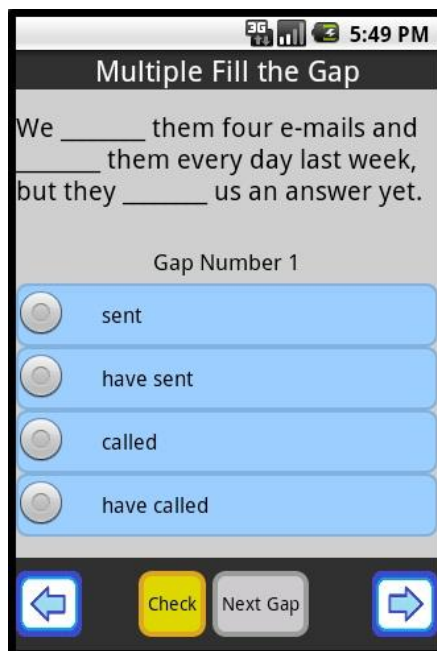 3G 5:49 PM
Multiple Fill the Gap
We _______ them four e-mails and
_______ them every day last week,
but they _______ us an answer yet.
Gap Number 1
sent
have sent
called
have called
Check Next Gap